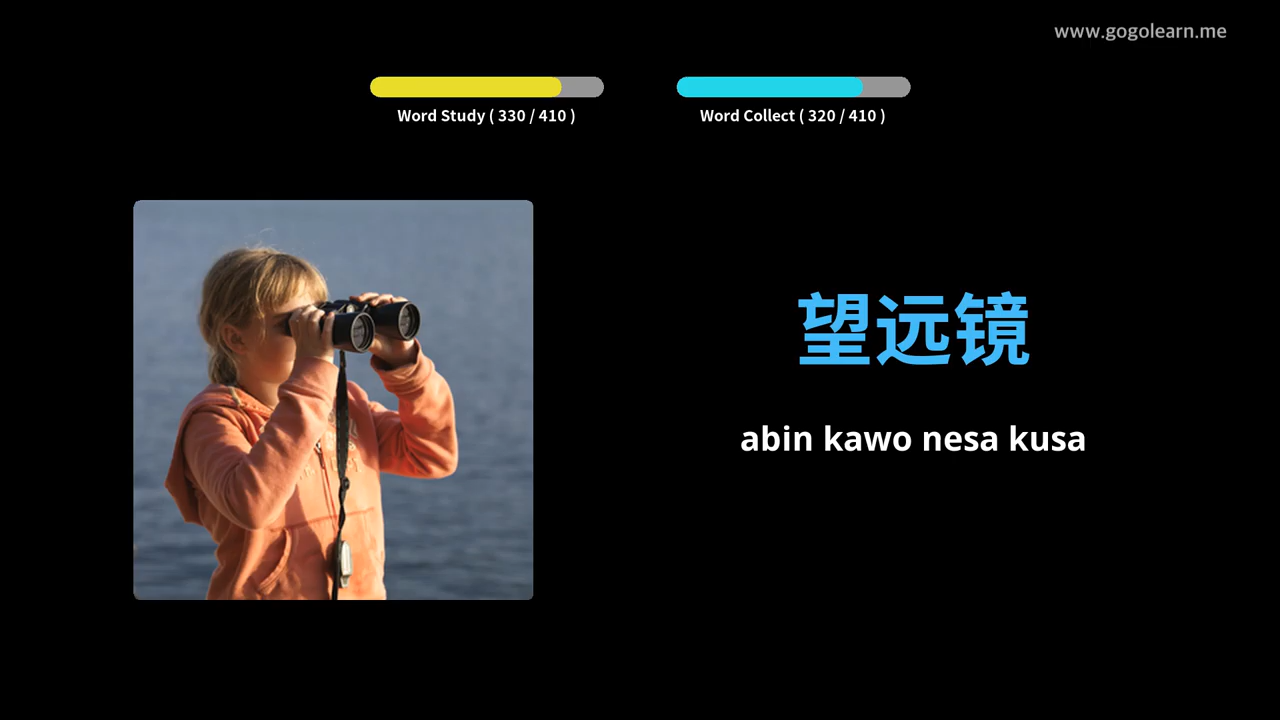 www.gogolearn.me
Word Study ( 330 / 410 )
Word Collect ( 320 / 410 )
望远镜
abin kawo nesa kusa